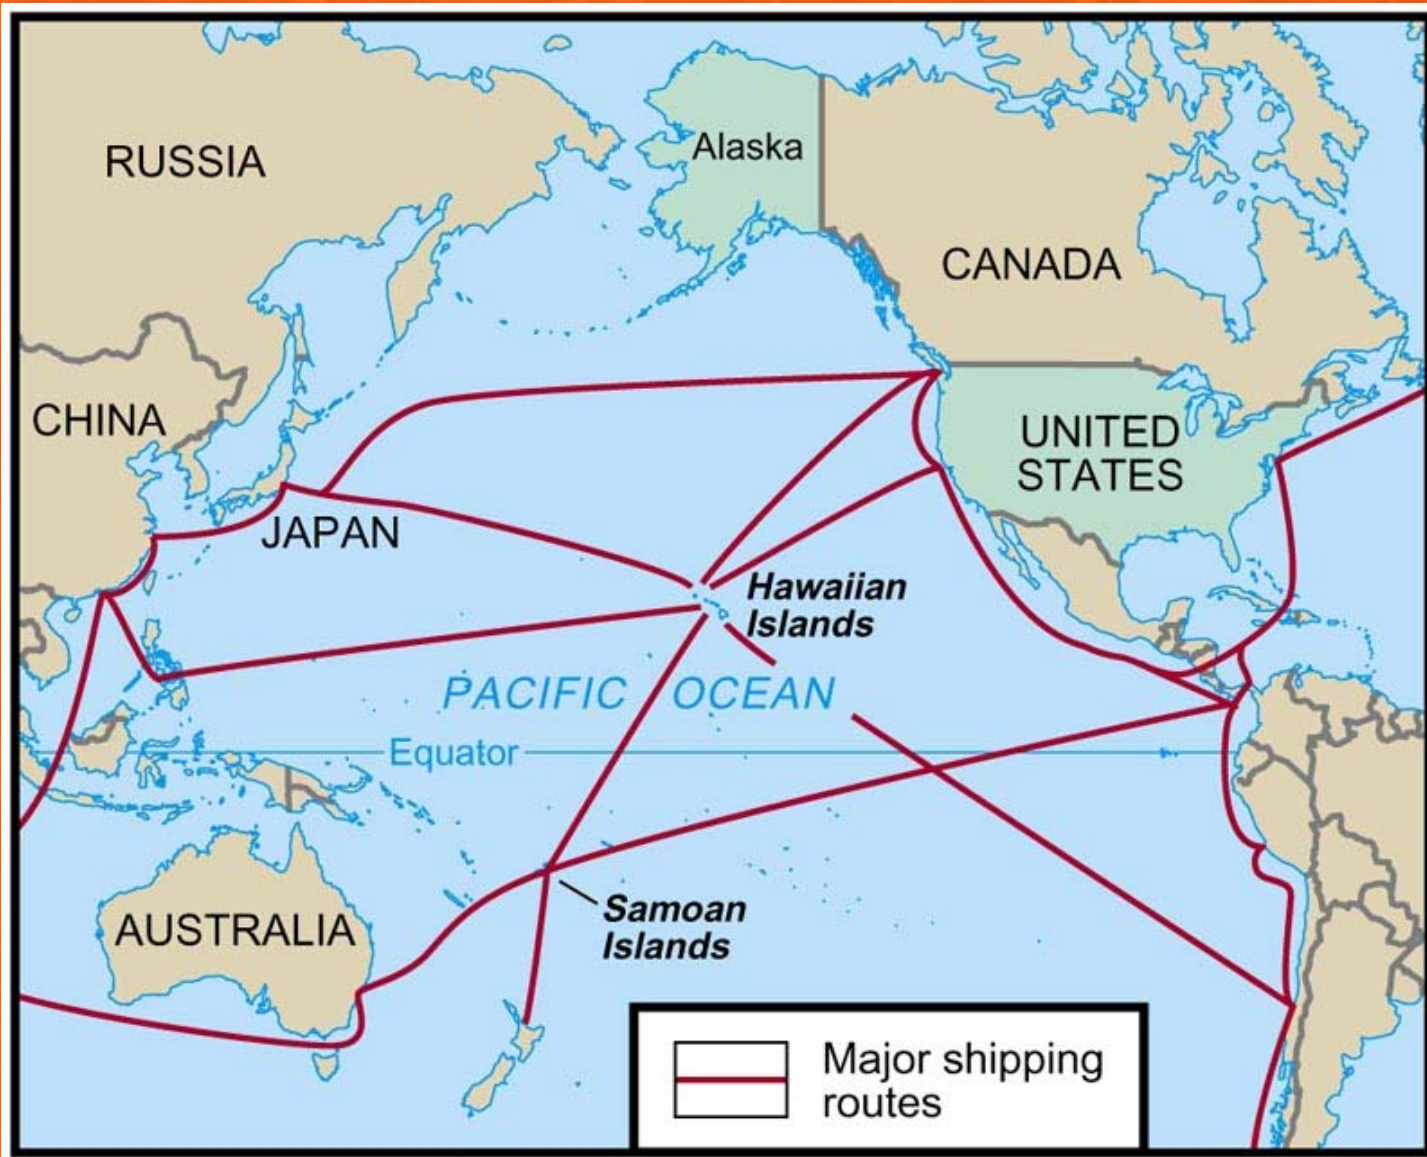 RUSSIA
Alaska
CANADA
CHINA
UNITED
STATES
JAPAN
Hawaiian
Islands
PACIFIC OCEAN
Equator
Samoan
Islands
AUSTRALIA
Major shipping
routes